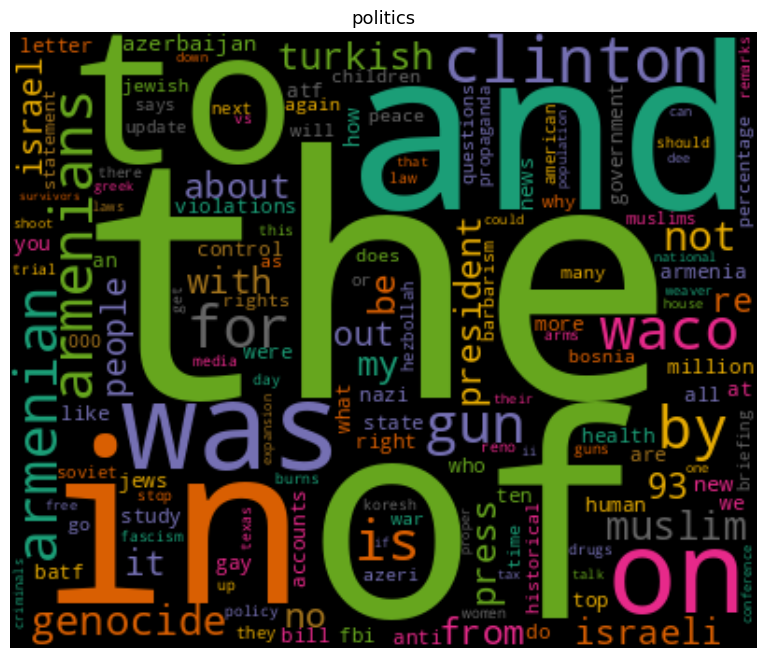 politics
letter
azerbaijan
down
turkish
clinton
remarks
to
and
israel
statement
armenians
jewish
says
update
next
vs
atf
again
children
will
how
peace
that
law
questions
propaganda
news
american
population
why
government
can
should
dee
percentage
survivors
shoot
greek
laws
there
about
violations
this
the
you
trial
an
control
as
with
rights
get
for
or
does
be
hezbollah
out
my
president
barbarism
could
many
more
arms
bosnia
muslims
not
national
armenia
weaver
house
re
waco
million
people
000
media
were
day
armenian
like
was
expansion
what
nazi
state
right
gun
their
reno
ii
who
health
guns
are
by
all
at
one
briefing
soviet
jews
stop
in
burns
of
koresh
war
is
if
azeri
press
proper
ten
time
historical
human
93
new
we
muslim
free
go
study
fascism
it
texas
accounts
gay
up
batf
criminals
drugs
talk
tax
on
conference
genocide
policy
they
no
bill
fbi
anti
women
from
do
top
israeli